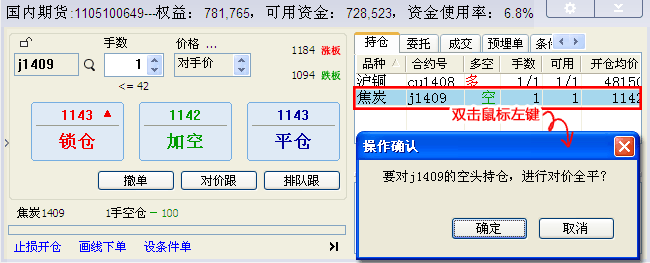 国内期货:1105100649---权益: 781,765, 可用资金: 728,523, 资金使用率: 6.8%
手数
价格 ...
j1409
1
对手价
1184 涨板
1094 跌板
<= 42
1143 ▲
锁仓
1142
加空
1143
平仓
撤单
对价跟
排队跟
焦炭1409
1手空仓 - 100
止损开仓
画线下单
设条件单
持仓
委托
成交
预埋单
条件
品种
合约号
多空
手数
可用
开仓均价
沪铜
cu1408
多
1/1
1/1
焦炭
j1409
空
1
1
1142
双击鼠标左键
操作确认
要对j1409的空头持仓,进行对价全平?
确定
取消